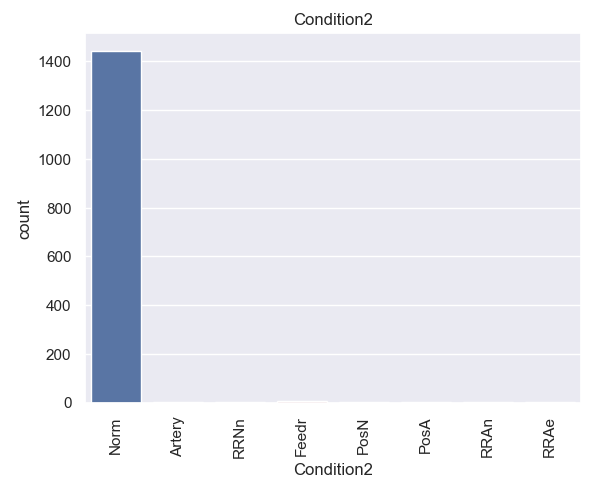 Condition2
1400
1200
1000
800
600
400
200
0
count
Norm
Artery
RRNn
Feedr
PosN
PosA
RRAn
RRAe
Condition2